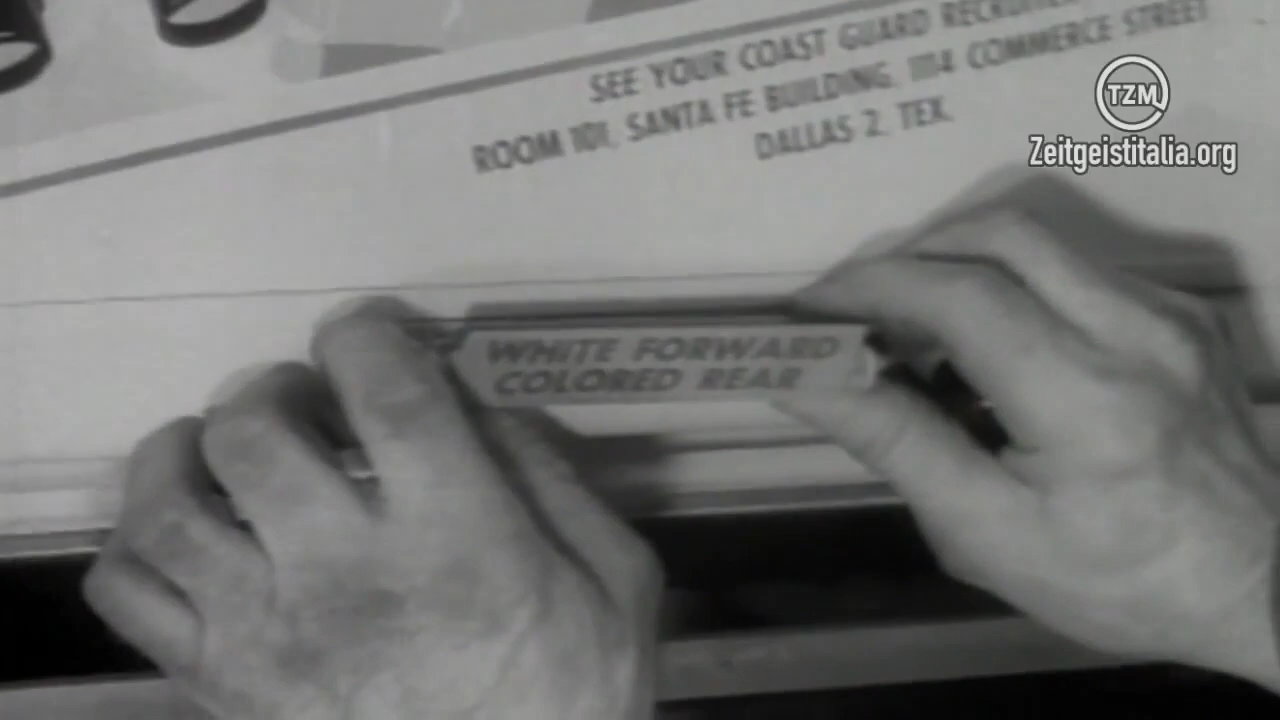 SEE YOUR COAST GUARD RECRUITER
ROOM 101, SANTA FE BUILDING, 1114 COMMERCE STREET
DALLAS 2, TEX.
TZM
Zeitgeistitalia.org
WHITE FORWARD
COLORED REAR